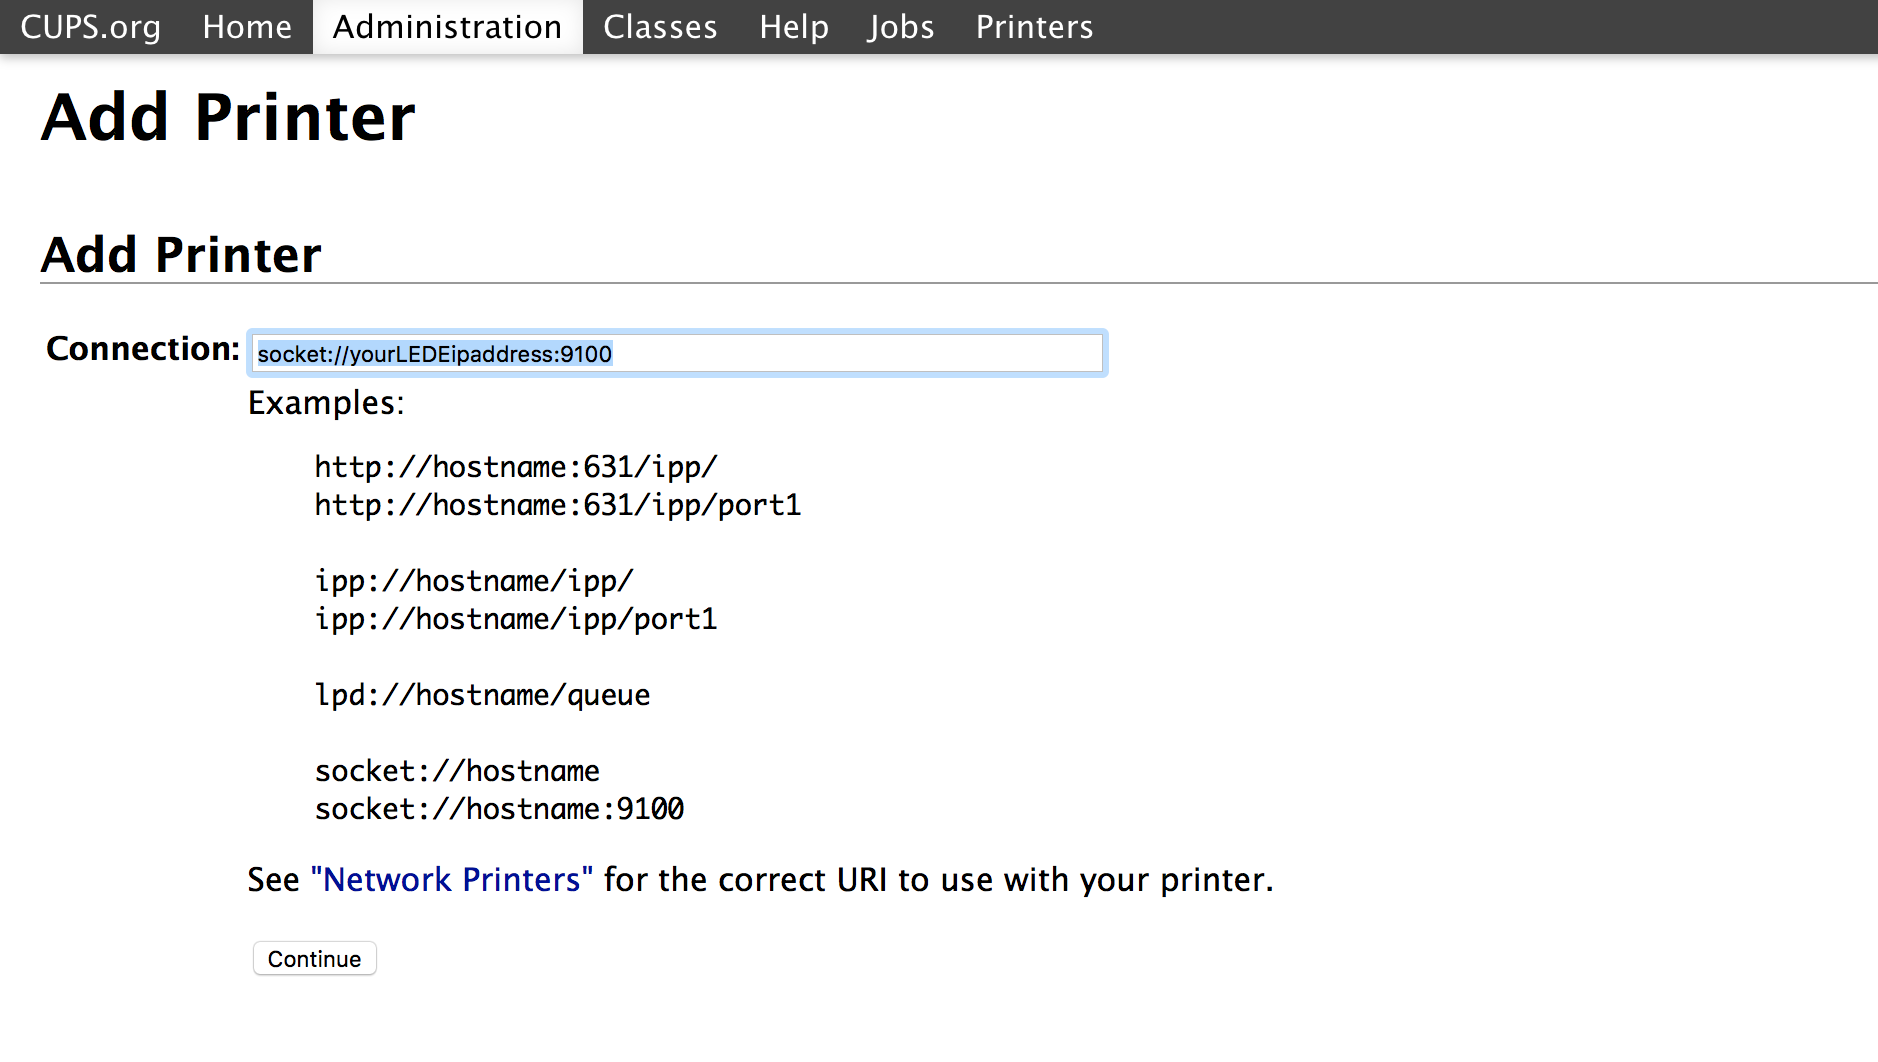 CUPS.org Home Administration Classes Help Jobs Printers
Add Printer
Add Printer
Connection: socket://yourLEDEipaddress:9100
Examples:
http://hostname:631/ipp/
http://hostname:631/ipp/port1
ipp://hostname/ipp/
ipp://hostname/ipp/port1
lpd://hostname/queue
socket://hostname
socket://hostname:9100
See "Network Printers" for the correct URI to use with your printer.
Continue